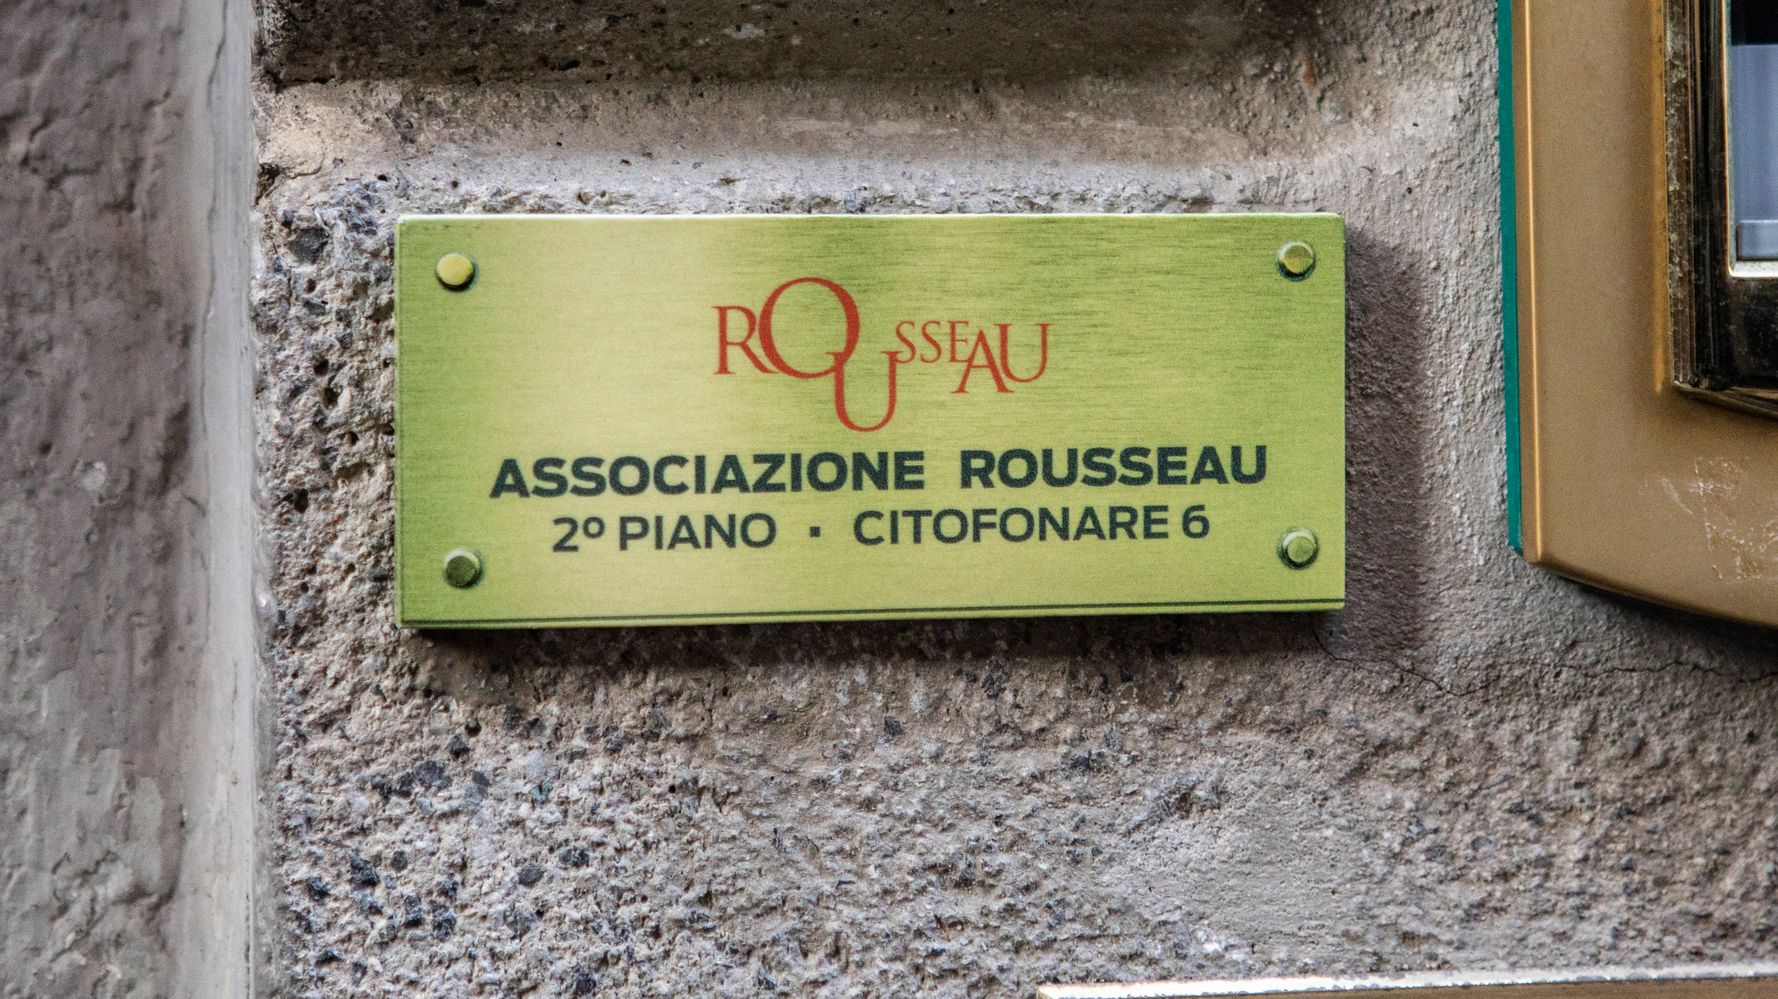 ROUSSEAU
ASSOCIAZIONE ROUSSEAU
2º PIANO · CITOFONARE 6